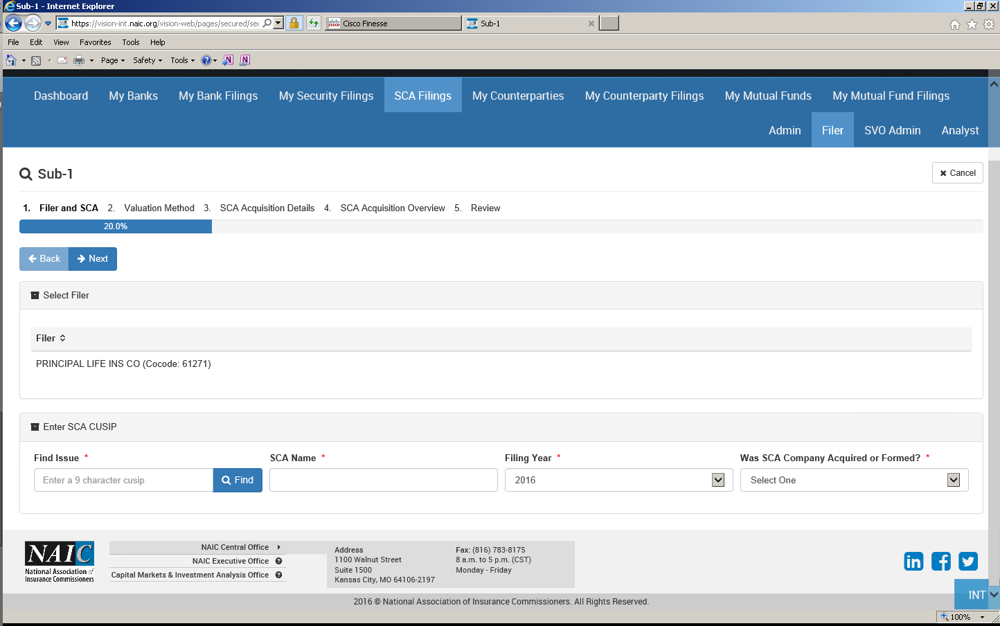 Sub-1 - Internet Explorer
https://vision-int.naic.org/vision-web/pages/secured/sec
Cisco Finesse
Sub-1
File Edit View Favorites Tools Help
Page Safety Tools
Dashboard My Banks My Bank Filings My Security Filings SCA Filings My Counterparties My Counterparty Filings My Mutual Funds My Mutual Fund Filings
Admin Filer SVO Admin Analyst
Sub-1
Cancel
1. Filer and SCA 2. Valuation Method 3. SCA Acquisition Details 4. SCA Acquisition Overview 5. Review
20.0%
Back Next
Select Filer
Filer
PRINCIPAL LIFE INS CO (Cocode: 61271)
Enter SCA CUSIP
Find Issue * SCA Name * Filing Year * Was SCA Company Acquired or Formed? *
Enter a 9 character cusip Find 2016 Select One
NAIC
National Association of
Insurance Commissioners
NAIC Central Office
NAIC Executive Office
Capital Markets & Investment Analysis Office
Address
1100 Walnut Street
Suite 1500
Kansas City, MO 64106-2197
Fax: (816) 783-8175
8 a.m. to 5 p.m. (CST)
Monday - Friday
INT
2016 © National Association of Insurance Commissioners. All Rights Reserved.
100%